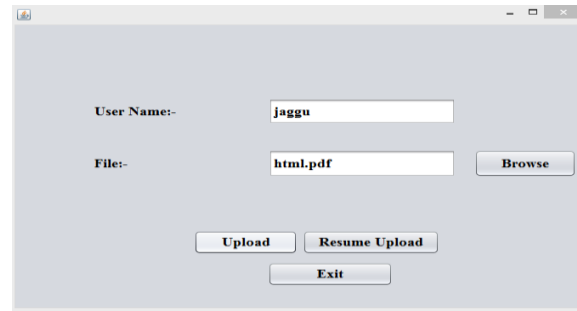 User Name:- jaggu
File:- html.pdf Browse
Upload Resume Upload
Exit